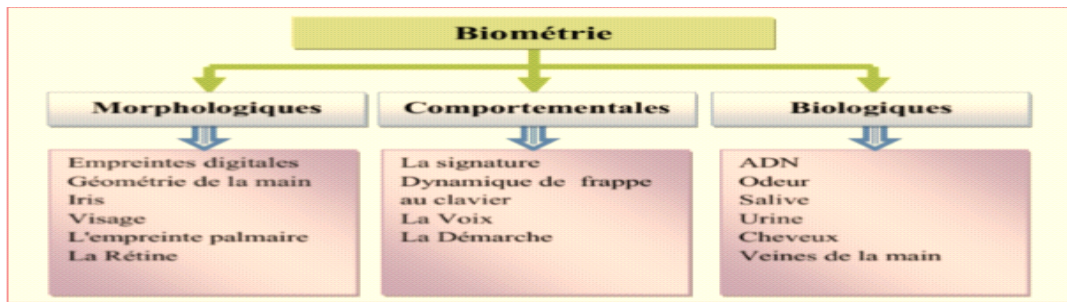 Biométrie
Morphologiques
Comportementales
Biologiques
Empreintes digitales
Géométrie de la main
Iris
Visage
L'empreinte palmaire
La Rétine
La signature
Dynamique de frappe
au clavier
La Voix
La Démarche
ADN
Odeur
Salive
Urine
Cheveux
Veines de la main